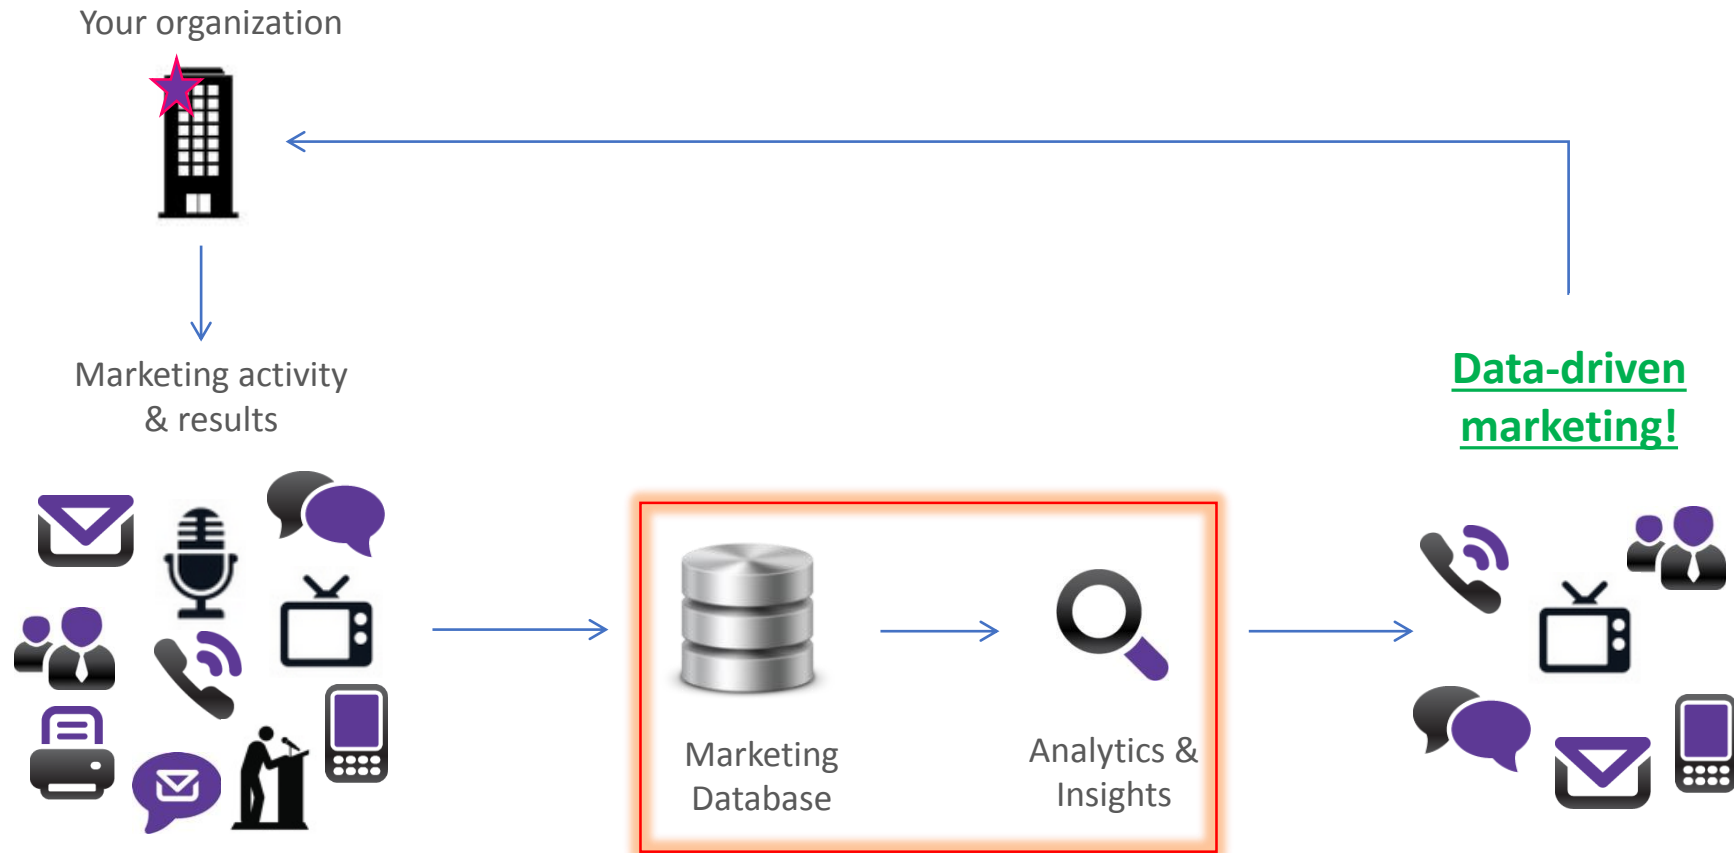 Your organization
Marketing activity
& results
Data-driven
marketing!
Marketing
Database
Analytics &
Insights